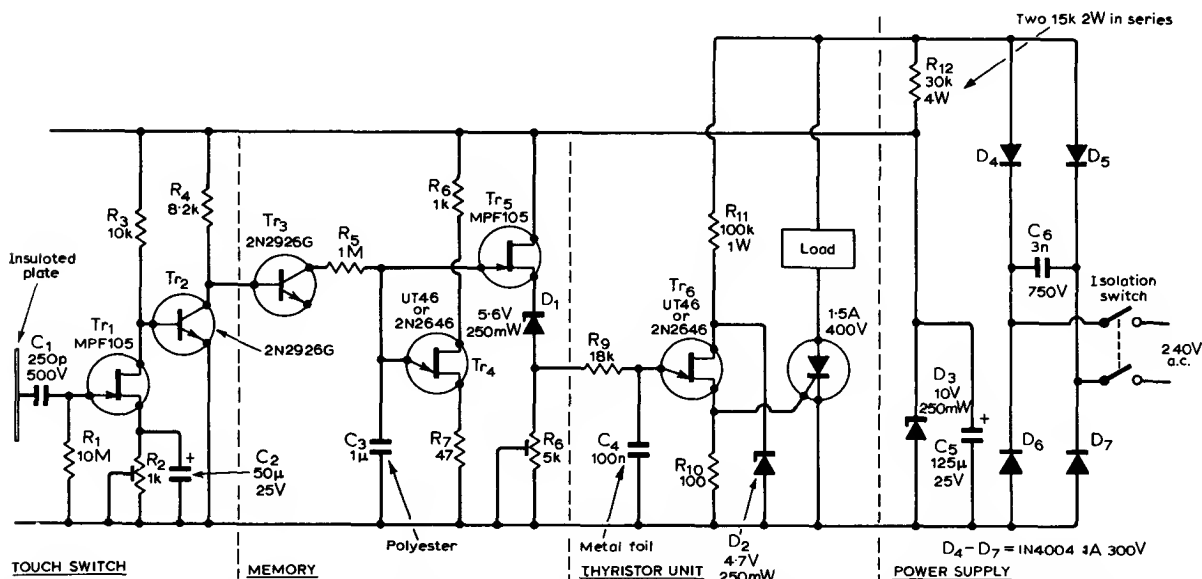 Two 15k 2W in series
R12
30k
4W
D4
D5
R3
10k
R4
8·2k
Tr3
2N2926G
R5
1M
R6
1k
Tr5
MPF105
R11
100k
1W
Load
C6
3n
750V
Isolation
switch
Insulated
plate
Tr2
Tr1
MPF105
2N2926G
C1
250p
500V
UT46
or
2N2646
Tr4
5·6V
250mW
D1
Tr6
UT46
or
2N2646
1·5A
400V
R9
18k
240V
a.c.
D3
10V
250mW
C5
125μ
25V
D6
D7
R1
10M
R2
1k
C2
50μ
25V
C3
1μ
R7
47
R6
5k
C4
100n
R10
100
Polyester
Metal foil
D2
4·7V
250mW
D4–D7 = IN4004 1A 300V
TOUCH SWITCH
MEMORY
THYRISTOR UNIT
POWER SUPPLY